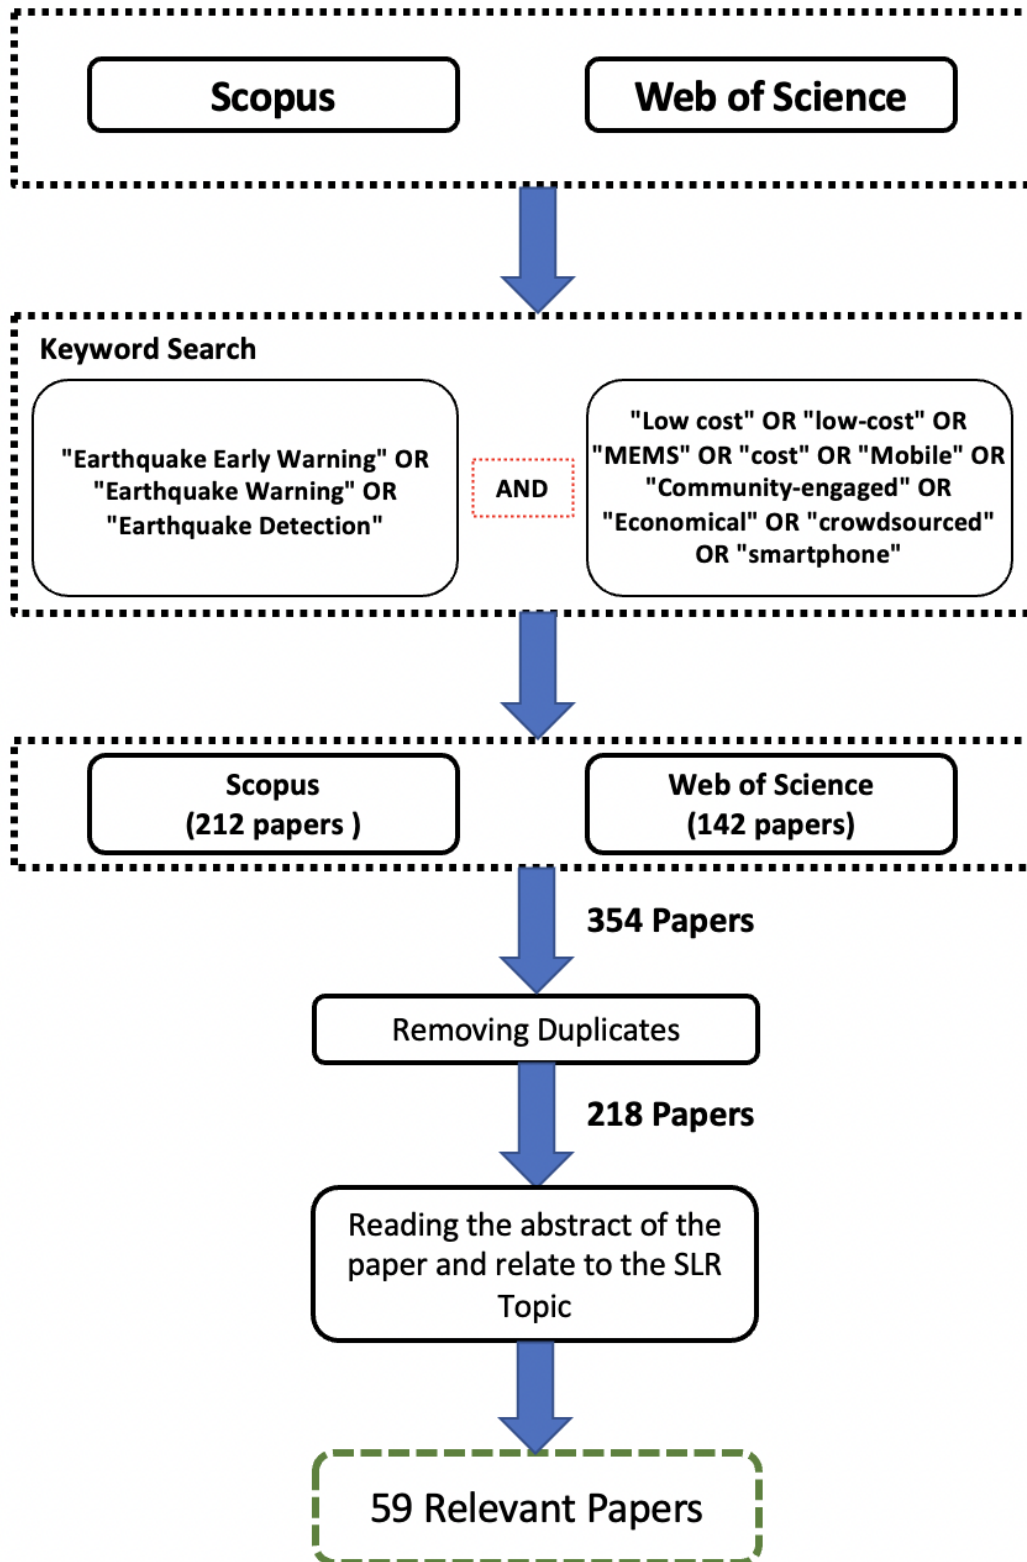 Scopus
Web of Science
Keyword Search
"Earthquake Early Warning" OR
"Earthquake Warning" OR
"Earthquake Detection"
AND
"Low cost" OR "low-cost" OR
"MEMS" OR "cost" OR "Mobile" OR
"Community-engaged" OR
"Economical" OR "crowdsourced"
OR "smartphone"
Scopus
(212 papers )
Web of Science
(142 papers)
354 Papers
Removing Duplicates
218 Papers
Reading the abstract of the
paper and relate to the SLR
Topic
59 Relevant Papers